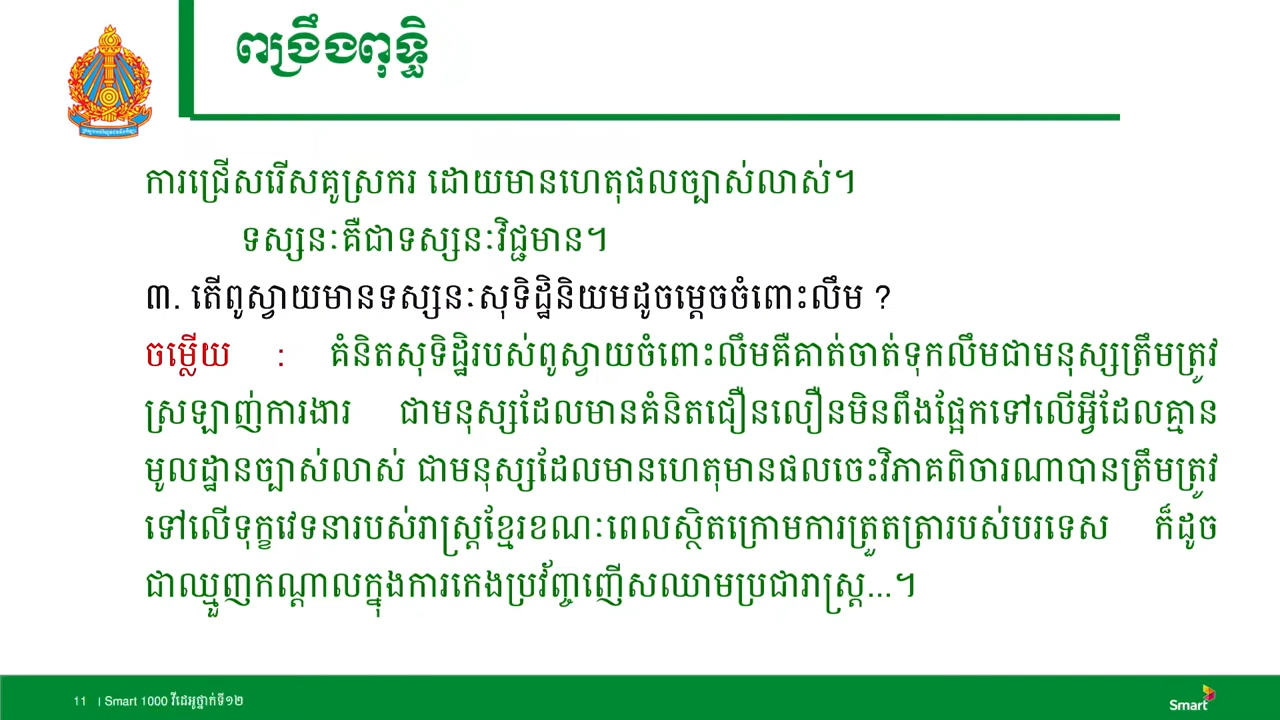 ពង្រឹងពុទ្ធិ
ការជ្រើសរើសគូស្រករ ដោយមានហេតុផលច្បាស់លាស់។
ទស្សនៈគឺជាទស្សនៈវិជ្ជមាន។
៣. តើពូស្វាយមានទស្សនៈសុទិដ្ឋិនិយមដូចម្ដេចចំពោះលឹម ?
ចម្លើយ : គំនិតសុទិដ្ឋិរបស់ពូស្វាយចំពោះលឹមគឺគាត់ចាត់ទុកលឹមជាមនុស្សត្រឹមត្រូវ
ស្រឡាញ់ការងារ ជាមនុស្សដែលមានគំនិតជឿនលឿនមិនពឹងផ្អែកទៅលើអ្វីដែលគ្មាន
មូលដ្ឋានច្បាស់លាស់ ជាមនុស្សដែលមានហេតុមានផលចេះវិភាគពិចារណាបានត្រឹមត្រូវ
ទៅលើទុក្ខវេទនារបស់រាស្ត្រខ្មែរខណៈពេលស្ថិតក្រោមការត្រួតត្រារបស់បរទេស ក៏ដូច
ជាឈ្មួញកណ្ដាលក្នុងការកេងប្រវ័ញ្ចញើសឈាមប្រជារាស្ត្រ...។
11 | Smart 1000 វីដេអូថ្នាក់ទី១២
Smart